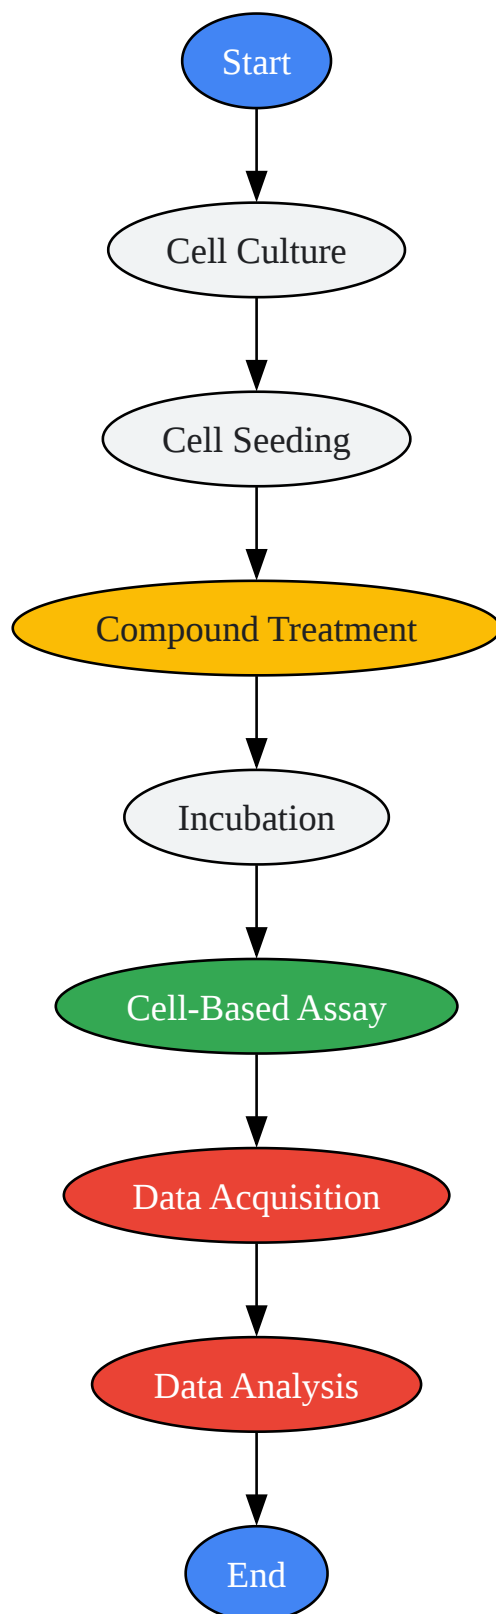 Start
Cell Culture
Cell Seeding
Compound Treatment
Incubation
Cell-Based Assay
Data Acquisition
Data Analysis
End